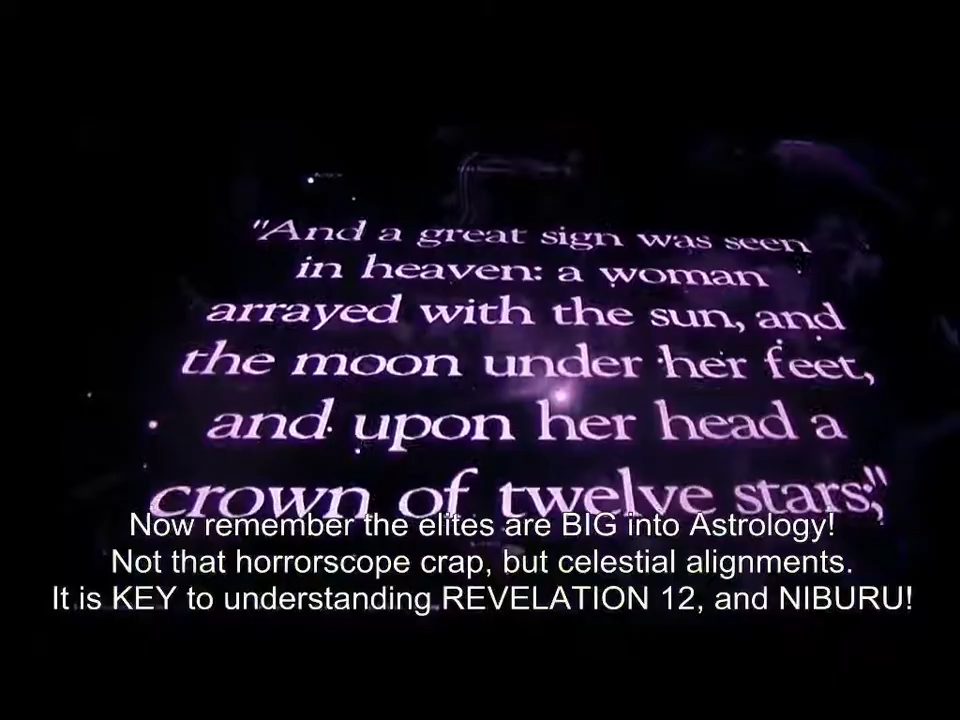 "And a great sign was seen
in heaven: a woman
arrayed with the sun, and
the moon under her feet,
and upon her head a
crown of twelve stars;"
Now remember the elites are BIG into Astrology!
Not that horrorscope crap, but celestial alignments.
It is KEY to understanding REVELATION 12, and NIBURU!